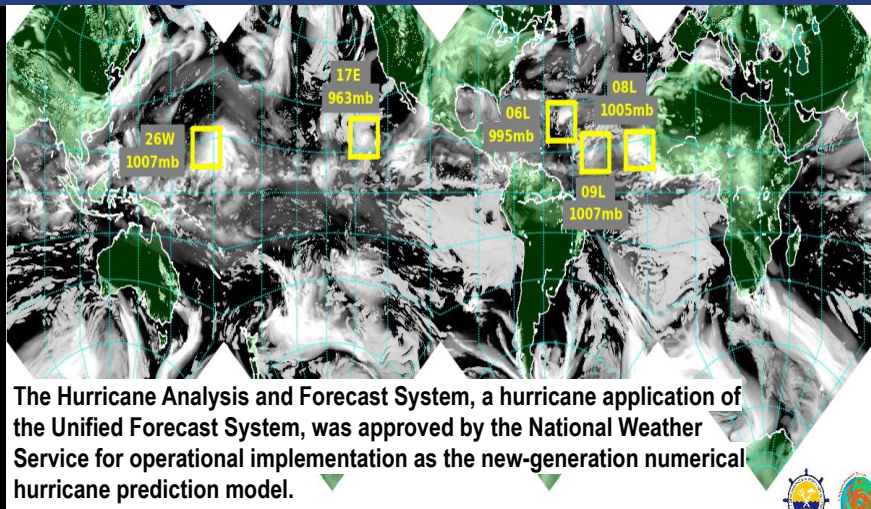 17E
963mb
08L
1005mb
06L
995mb
26W
1007mb
09L
1007mb
The Hurricane Analysis and Forecast System, a hurricane application of
the Unified Forecast System, was approved by the National Weather
Service for operational implementation as the new-generation numerical
hurricane prediction model.